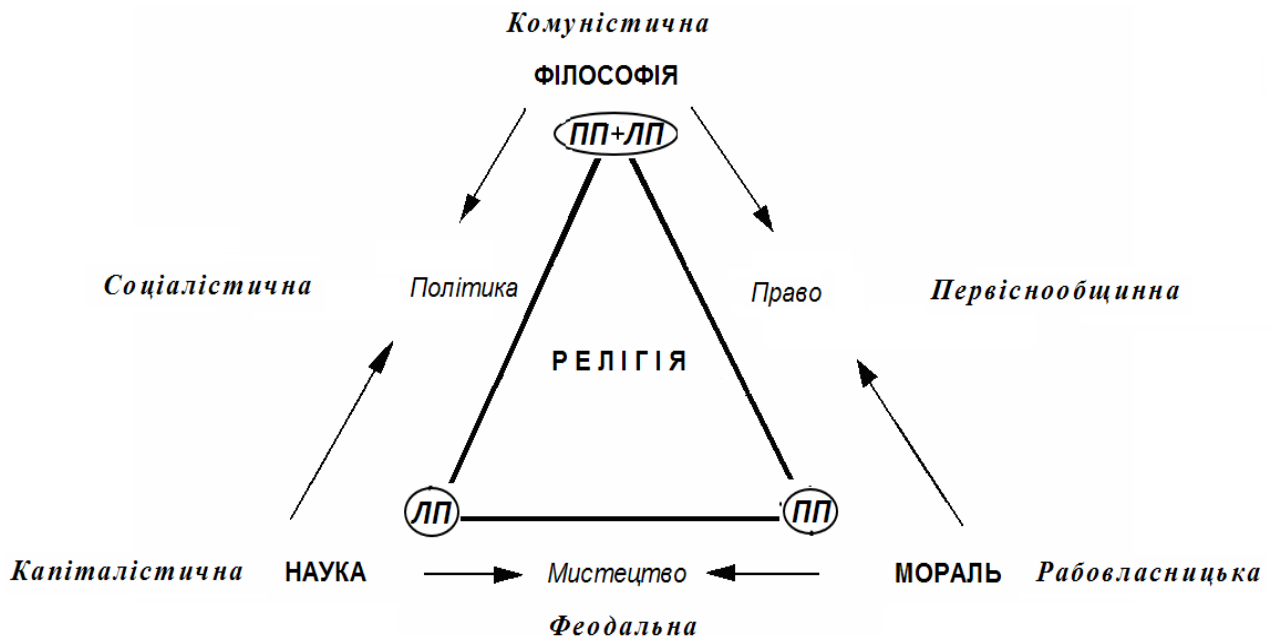 Комуністична
ФІЛОСОФІЯ
ПП+ЛП
Соціалістична Політика Право Первіснообщинна
РЕЛІГІЯ
ЛП ПП
Капіталістична НАУКА Мистецтво МОРАЛЬ Рабовласницька
Феодальна